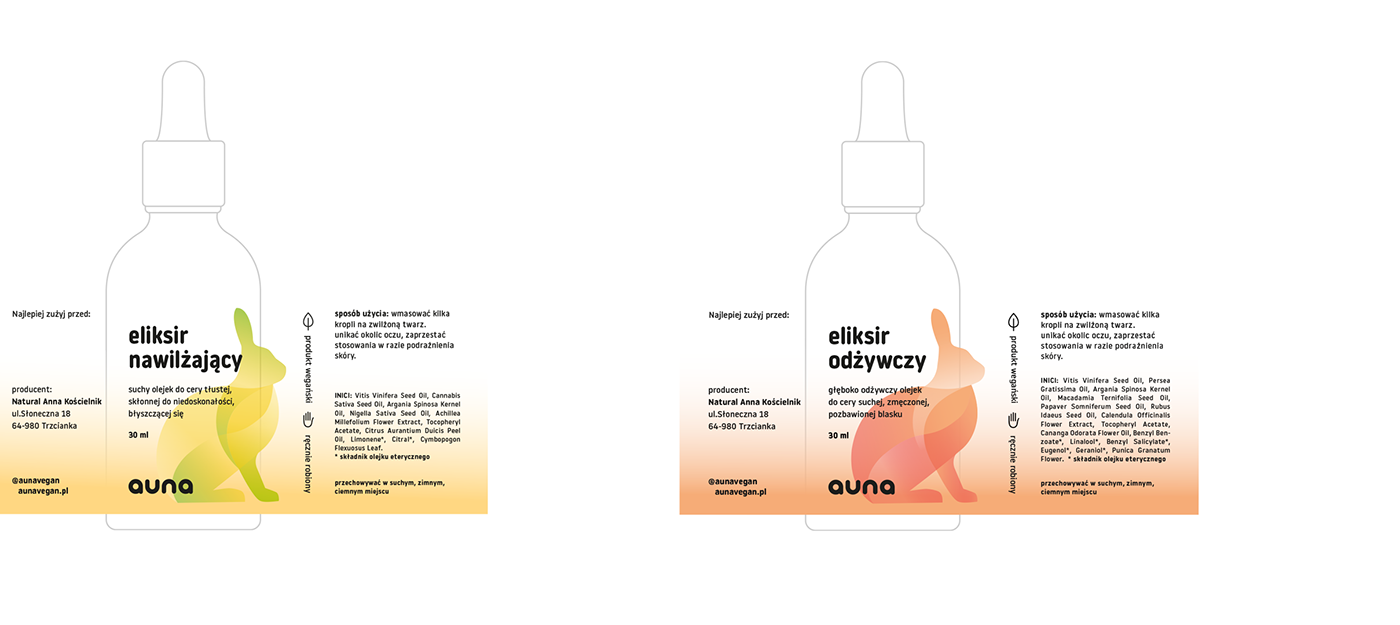 Najlepiej zużyj przed:
producent:
Natural Anna Kościelnik
ul.Słoneczna 18
64-980 Trzcianka
@aunavegan
aunavegan.pl
eliksir
nawilżający
suchy olejek do cery tłustej,
skłonnej do niedoskonałości,
błyszczącej się
30 ml
auna
produkt wegański
ręcznie robiony
sposób użycia: wmasować kilka
kropli na zwilżoną twarz.
unikać okolic oczu, zaprzestać
stosowania w razie podrażnienia
skóry.
INICI: Vitis Vinifera Seed Oil, Cannabis
Sativa Seed Oil, Argania Spinosa Kernel
Oil, Nigella Sativa Seed Oil, Achillea
Millefolium Flower Extract, Tocopheryl
Acetate, Citrus Aurantium Dulcis Peel
Oil, Limonene*, Citral*, Cymbopogon
Flexuosus Leaf.
* składnik olejku eterycznego
przechowywać w suchym, zimnym,
ciemnym miejscu
Najlepiej zużyj przed:
producent:
Natural Anna Kościelnik
ul.Słoneczna 18
64-980 Trzcianka
@aunavegan
aunavegan.pl
eliksir
odżywczy
głęboko odżywczy olejek
do cery suchej, zmęczonej,
pozbawionej blasku
30 ml
auna
produkt wegański
ręcznie robiony
sposób użycia: wmasować kilka
kropli na zwilżoną twarz.
unikać okolic oczu, zaprzestać
stosowania w razie podrażnienia
skóry.
INICI: Vitis Vinifera Seed Oil, Persea
Gratissima Oil, Argania Spinosa Kernel
Oil, Macadamia Ternifolia Seed Oil,
Papaver Somniferum Seed Oil, Rubus
Idaeus Seed Oil, Calendula Officinalis
Flower Extract, Tocopheryl Acetate,
Cananga Odorata Flower Oil, Benzyl Ben-
zoate*, Linalool*, Benzyl Salicylate*,
Eugenol*, Geraniol*, Punica Granatum
Flower. * składnik olejku eterycznego
przechowywać w suchym, zimnym,
ciemnym miejscu